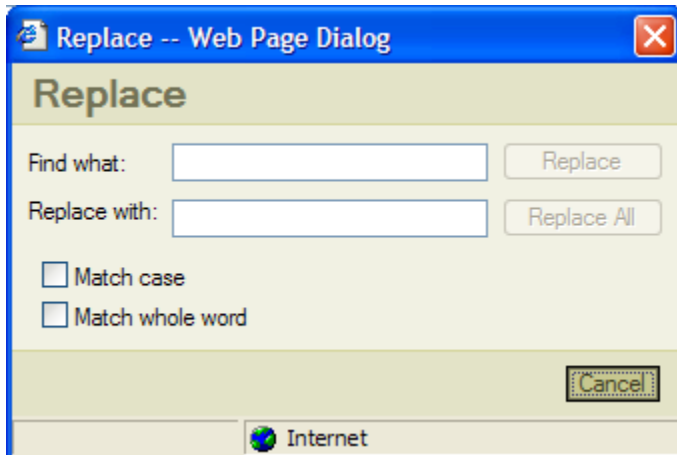 Replace -- Web Page Dialog
Replace
Find what:
Replace
Replace with:
Replace All
Match case
Match whole word
Cancel
Internet